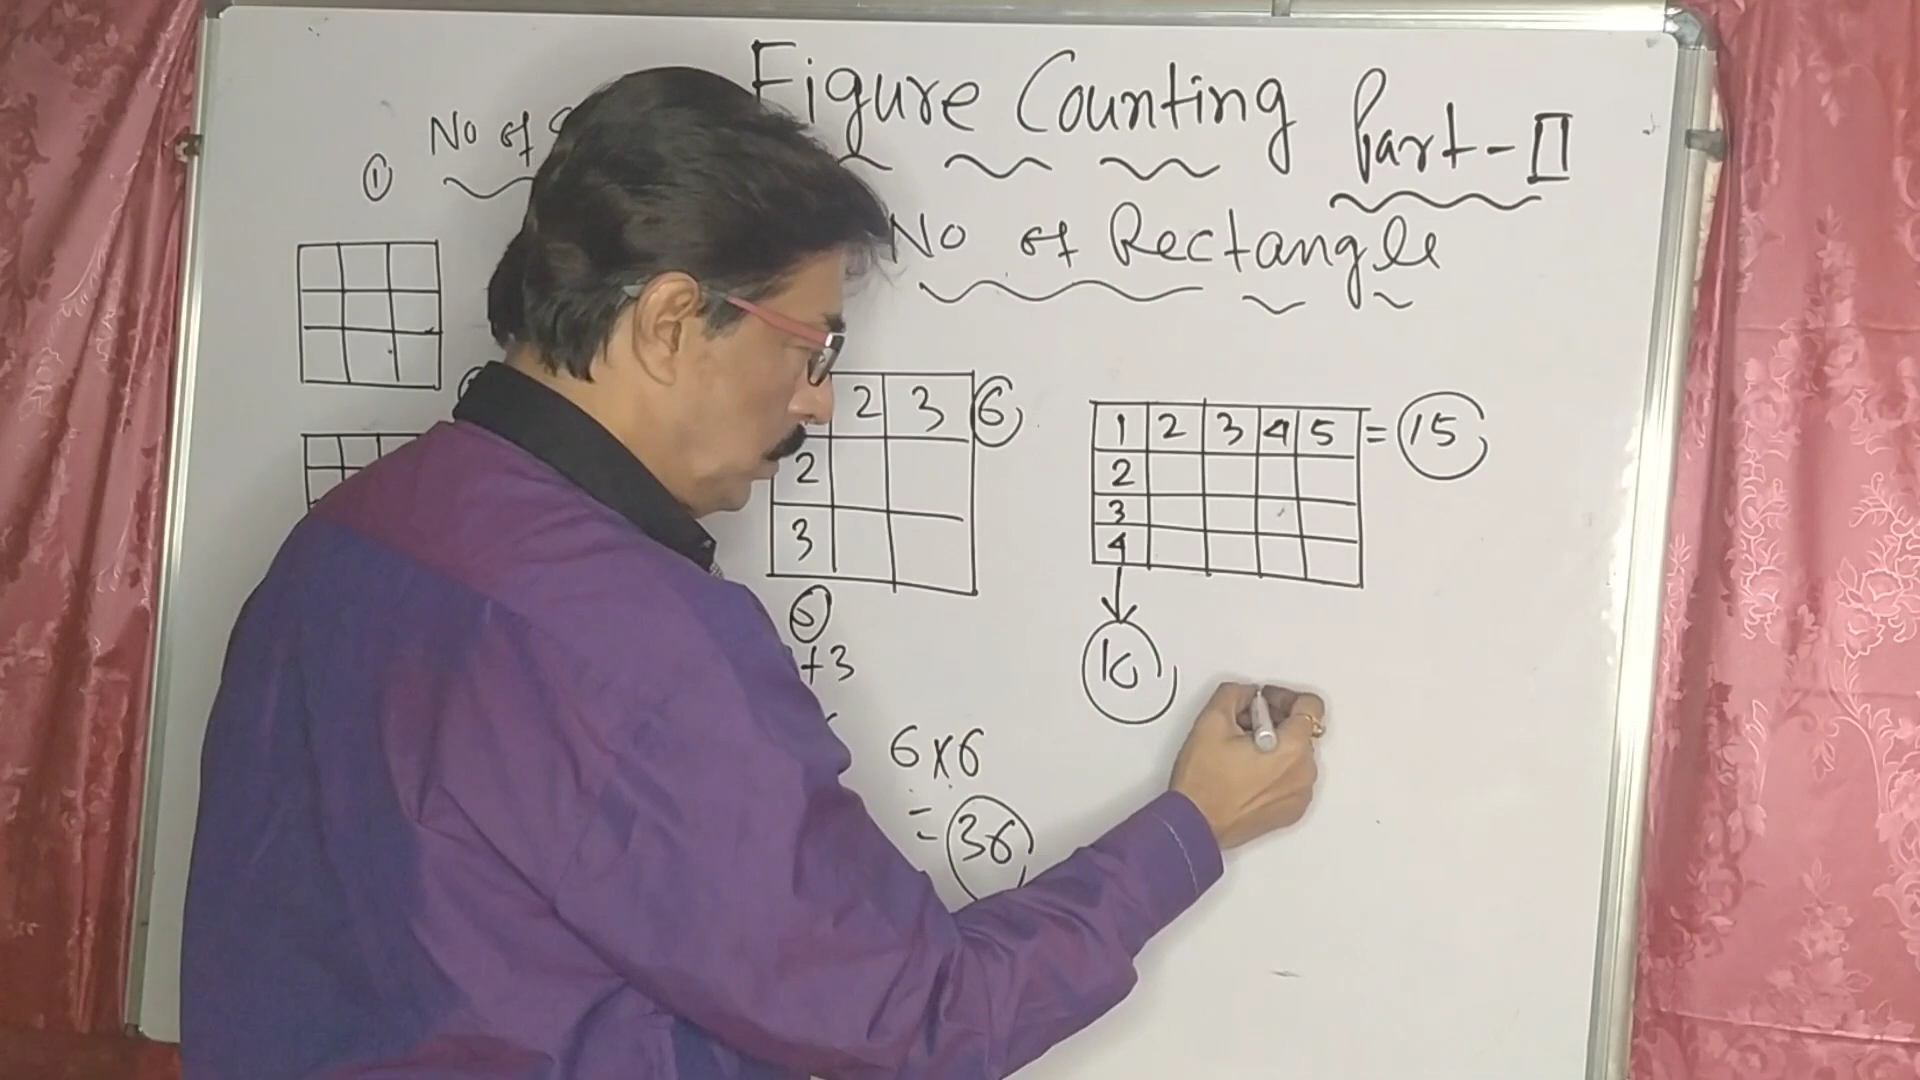 Figure Counting Part-II
No of
①
No of Rectangle
2 3 6
2
3
6
+3
6x6
= 36
1 2 3 4 5 = 15
2
3
4
10